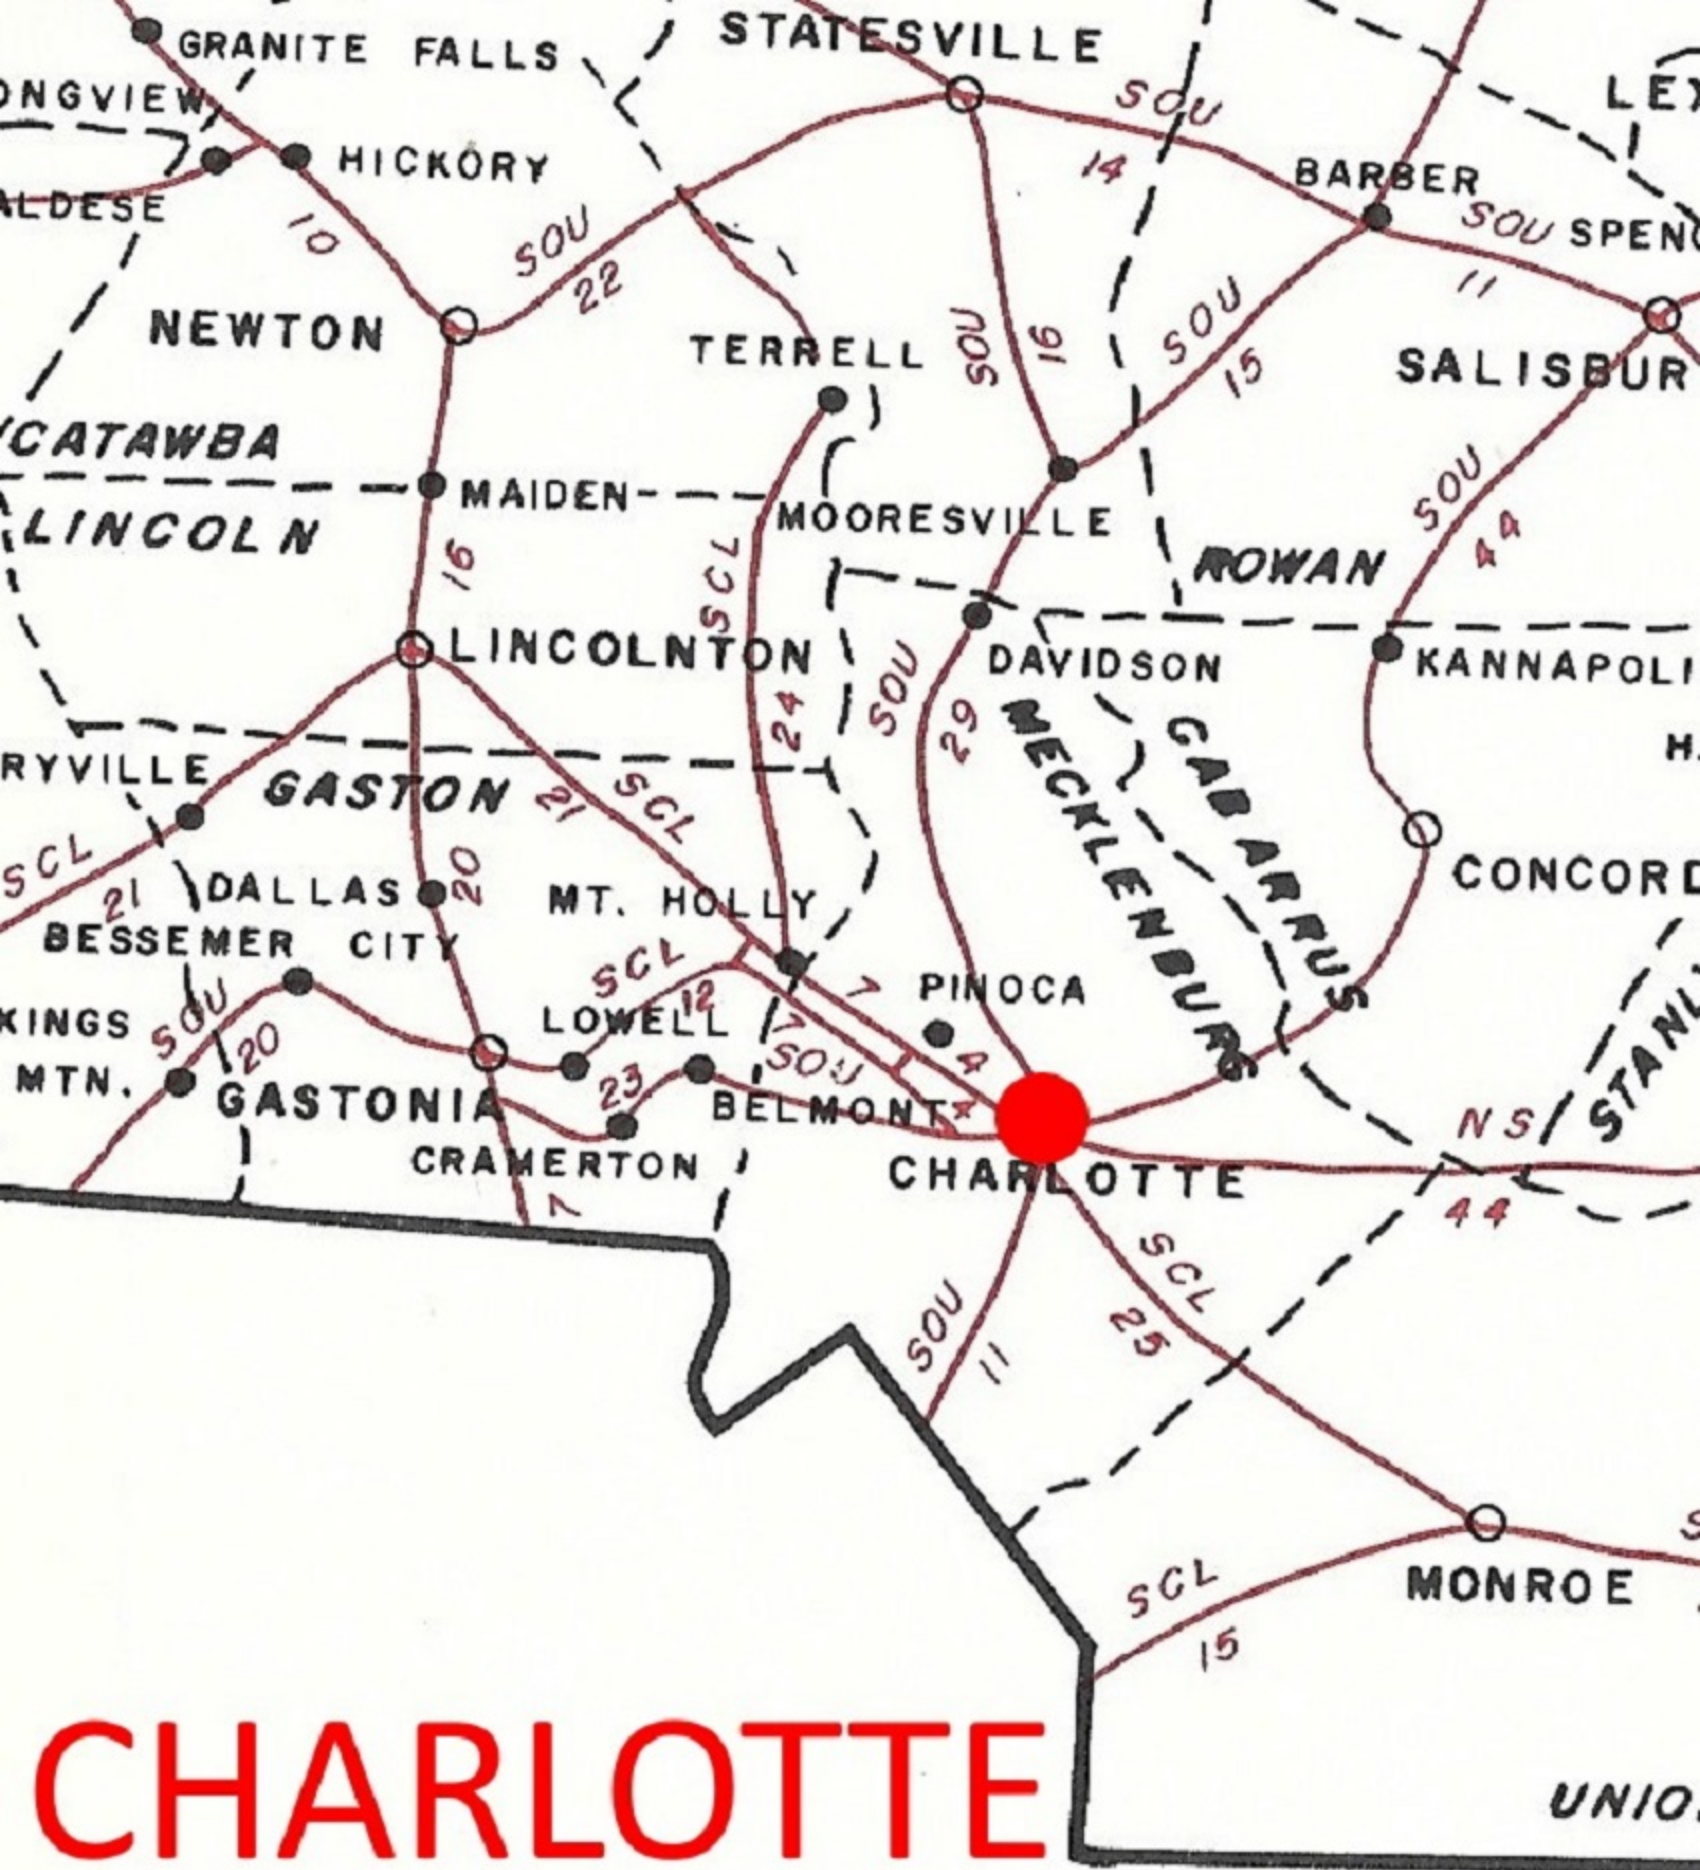 STATESVILLE
GRANITE FALLS
ONGVIEW
SOU
14
LEX
HICKORY
BARBER
ALDESE
SOU
SPENC
10
SOU
22
11
NEWTON
TERRELL
SOU
16
SOU
15
SALISBUR
CATAWBA
MAIDEN
MOORESVILLE
SOU
44
LINCOLN
16
SCL
ROWAN
LINCOLNTON
DAVIDSON
KANNAPOLI
SOU
24
29
MECKLENBURG
CABARRUS
H.
RYVILLE
GASTON
21
SCL
SCL
21
DALLAS
20
MT. HOLLY
CONCORD
BESSEMER CITY
SCL
12
7
PINOCA
KINGS
MTN.
SOU
20
LOWELL
7
SOU
4
STANL
23
GASTONIA
BELMONT
NS
CRAMERTON
CHARLOTTE
7
44
SCL
25
SOU
11
S
SCL
15
MONROE
CHARLOTTE
UNIO